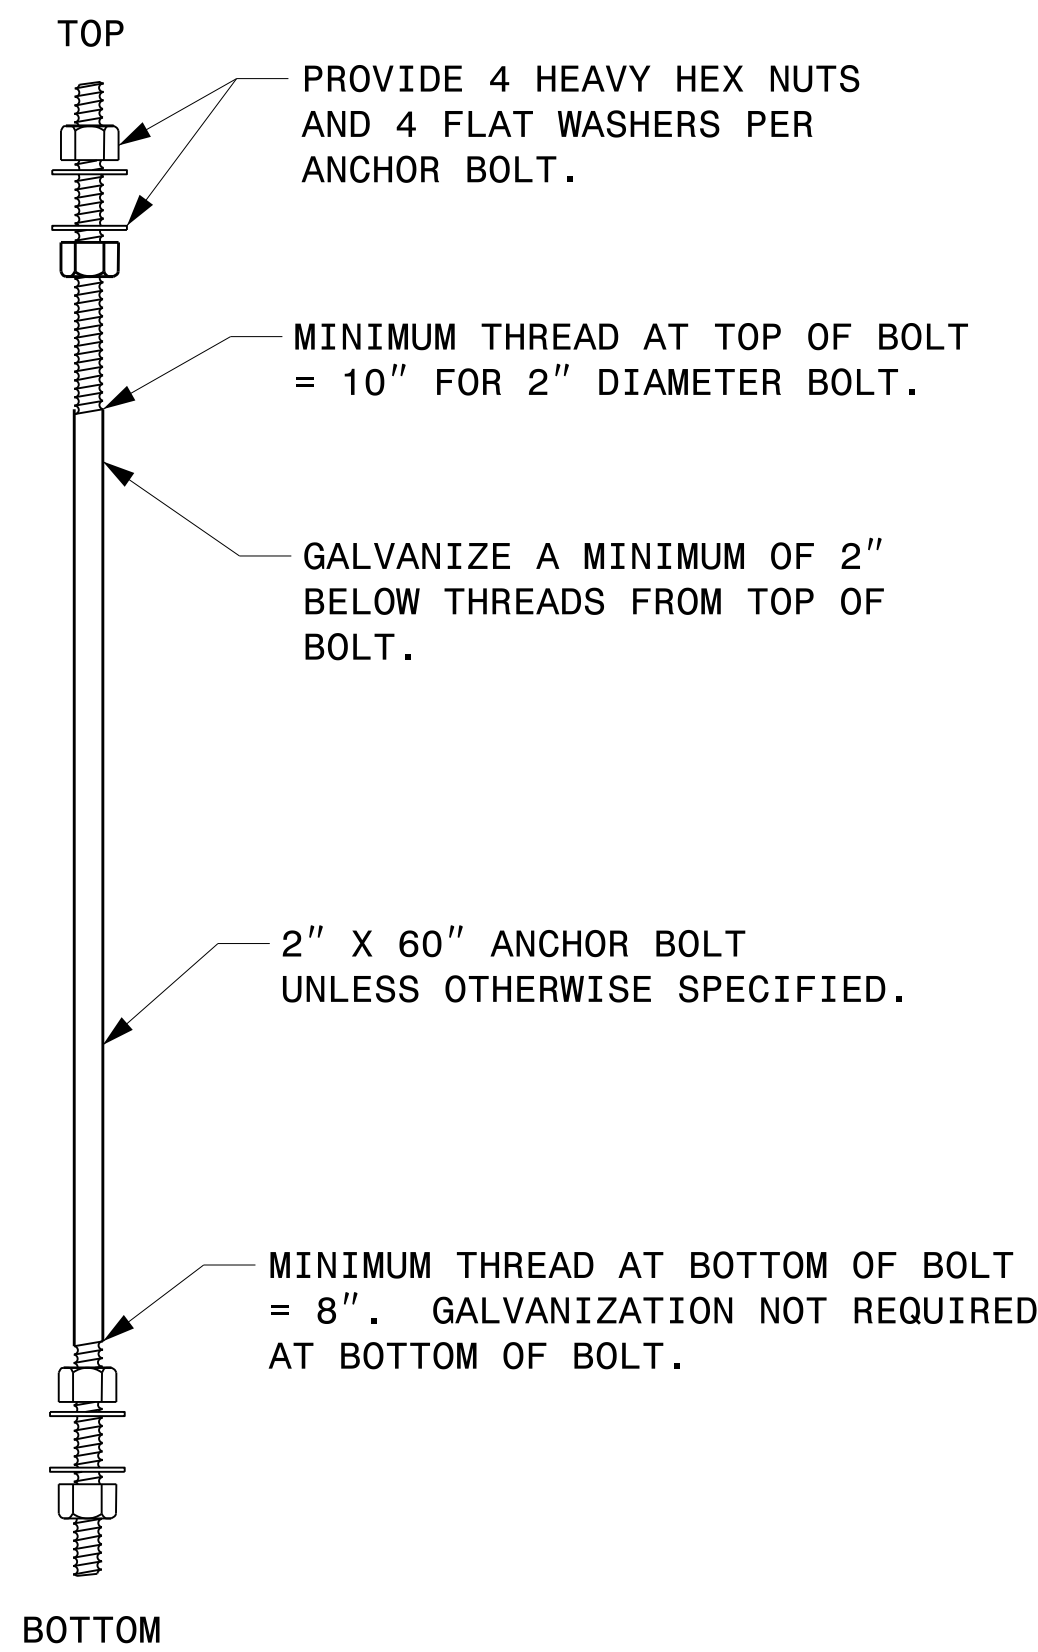 TOP
PROVIDE 4 HEAVY HEX NUTS
AND 4 FLAT WASHERS PER
ANCHOR BOLT.
MINIMUM THREAD AT TOP OF BOLT
= 10″ FOR 2″ DIAMETER BOLT.
GALVANIZE A MINIMUM OF 2″
BELOW THREADS FROM TOP OF
BOLT.
2″ X 60″ ANCHOR BOLT
UNLESS OTHERWISE SPECIFIED.
MINIMUM THREAD AT BOTTOM OF BOLT
= 8″. GALVANIZATION NOT REQUIRED
AT BOTTOM OF BOLT.
BOTTOM